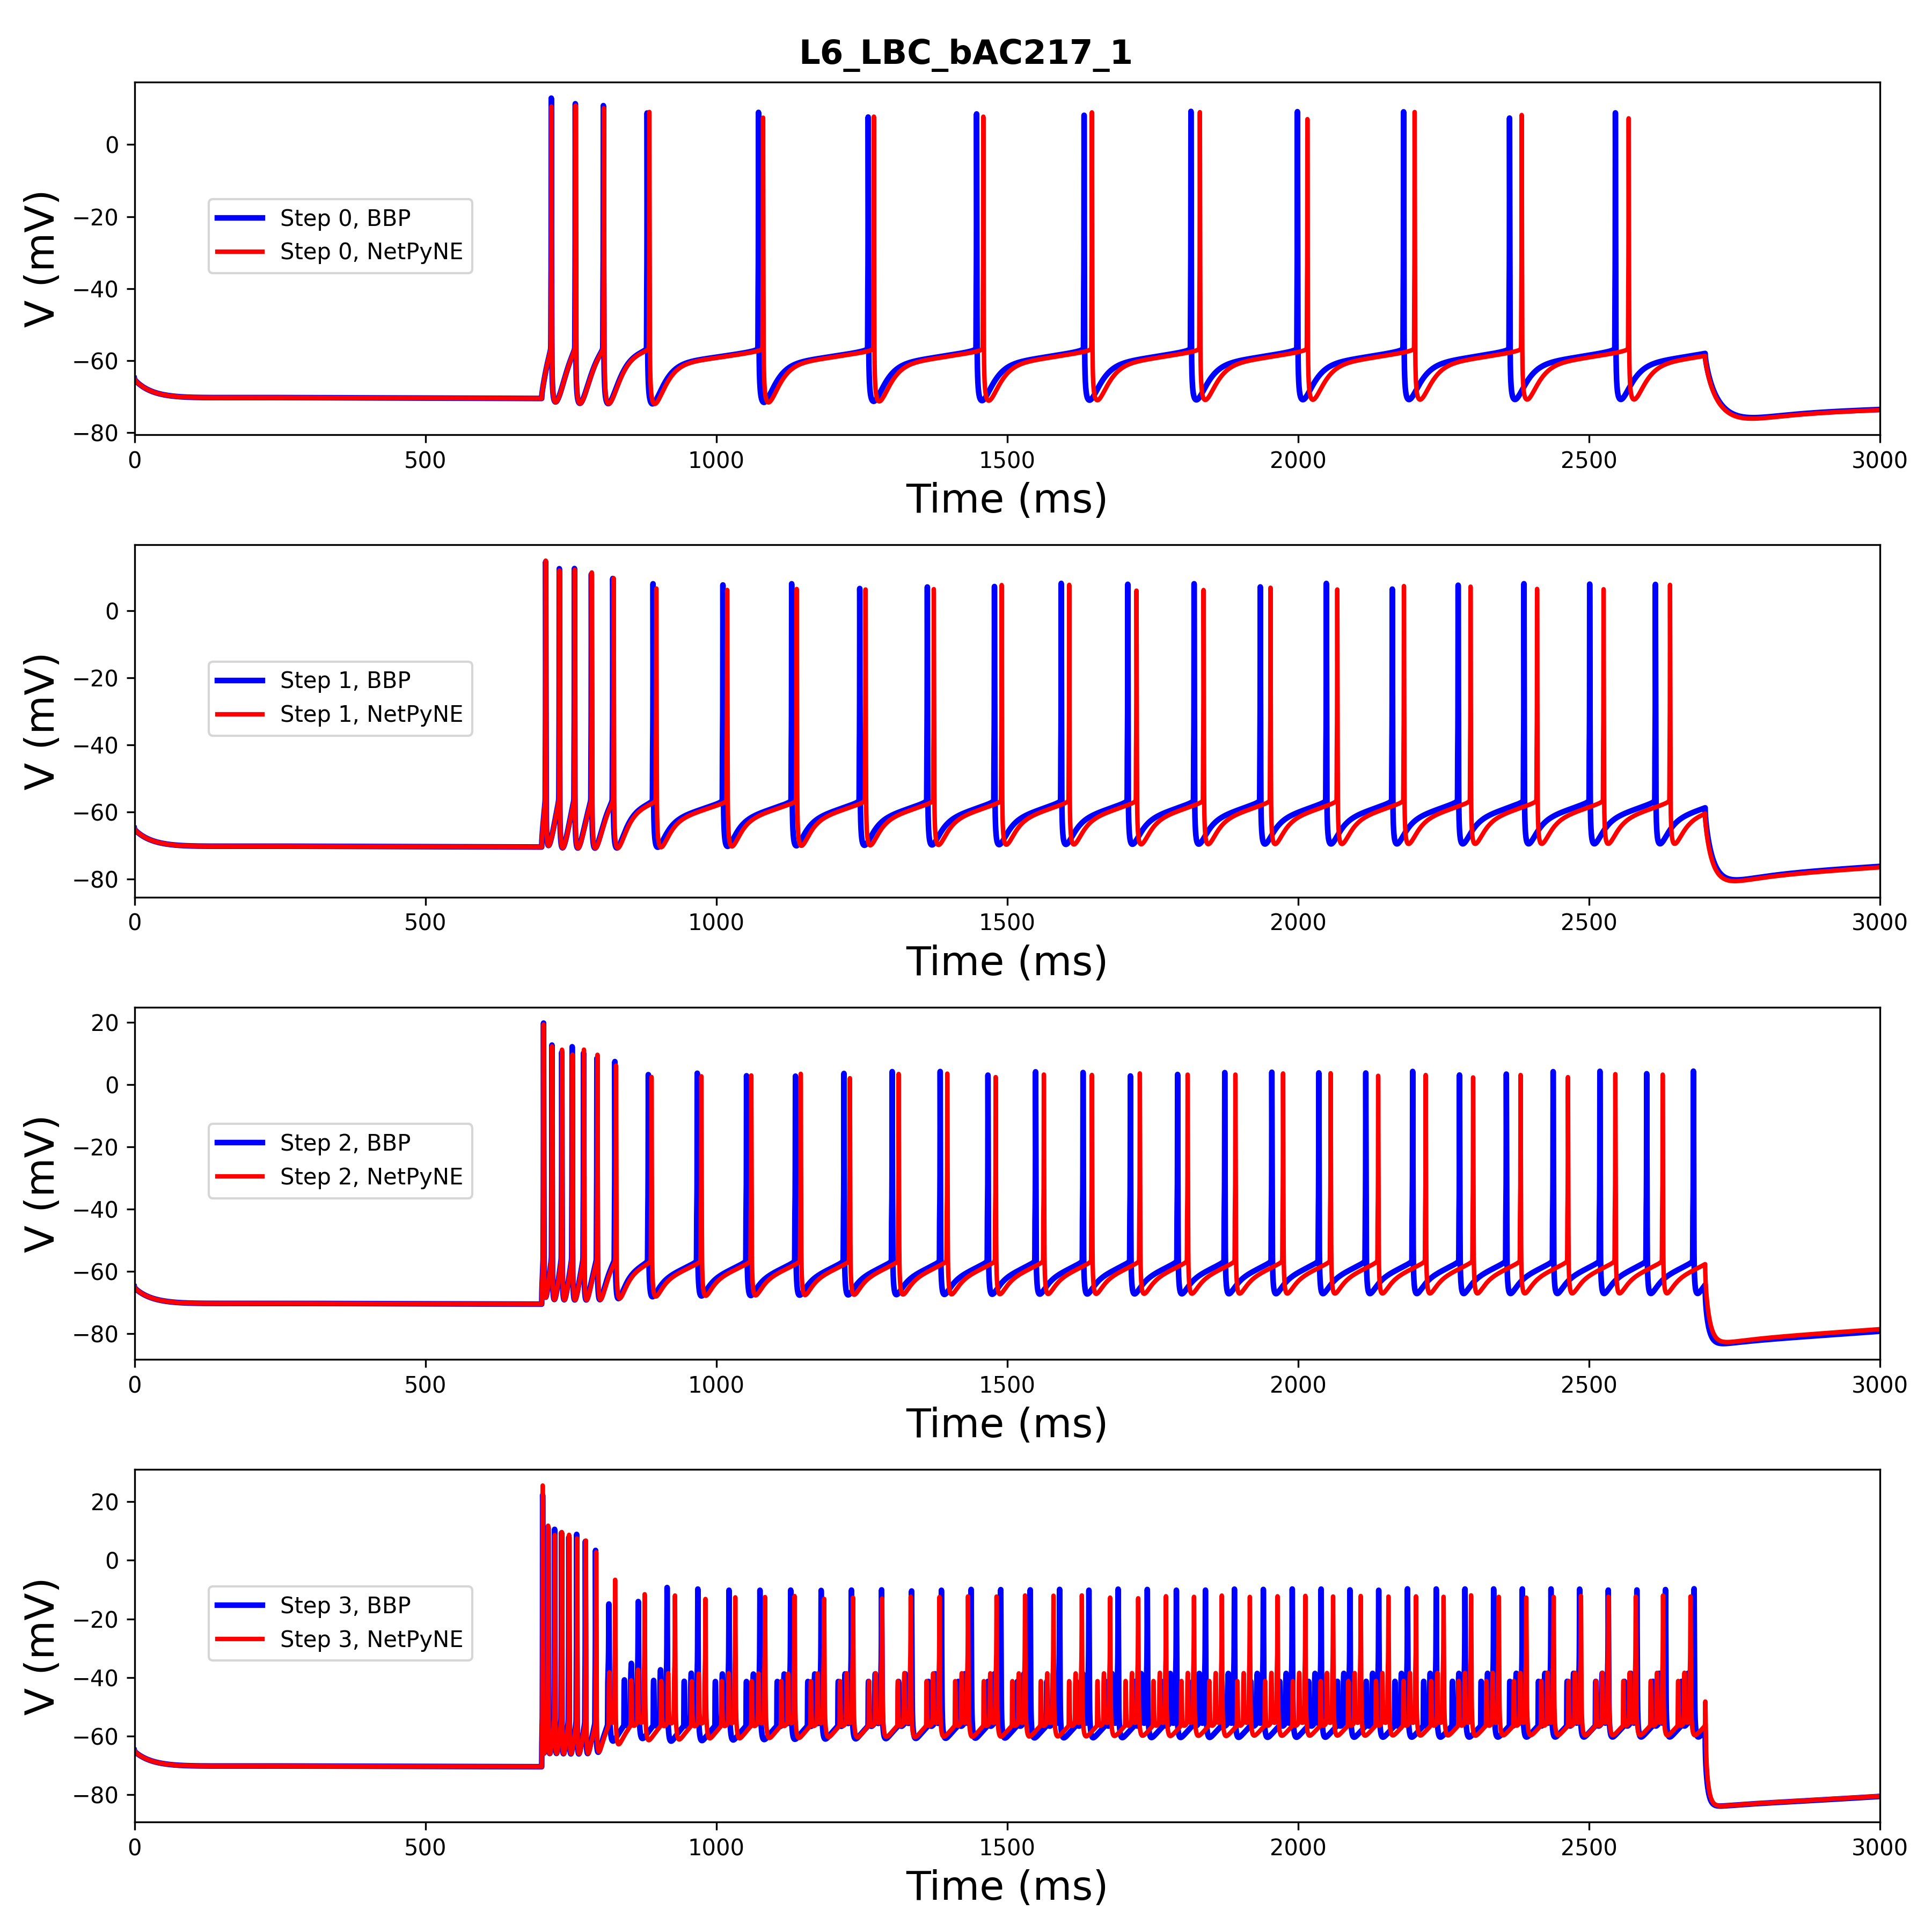 L6_LBC_bAC217_1
V (mV)
0
−20
−40
−60
−80
Step 0, BBP
Step 0, NetPyNE
0 500 1000 1500 2000 2500 3000
Time (ms)
V (mV)
0
−20
−40
−60
−80
Step 1, BBP
Step 1, NetPyNE
0 500 1000 1500 2000 2500 3000
Time (ms)
V (mV)
20
0
−20
−40
−60
−80
Step 2, BBP
Step 2, NetPyNE
0 500 1000 1500 2000 2500 3000
Time (ms)
V (mV)
20
0
−20
−40
−60
−80
Step 3, BBP
Step 3, NetPyNE
0 500 1000 1500 2000 2500 3000
Time (ms)